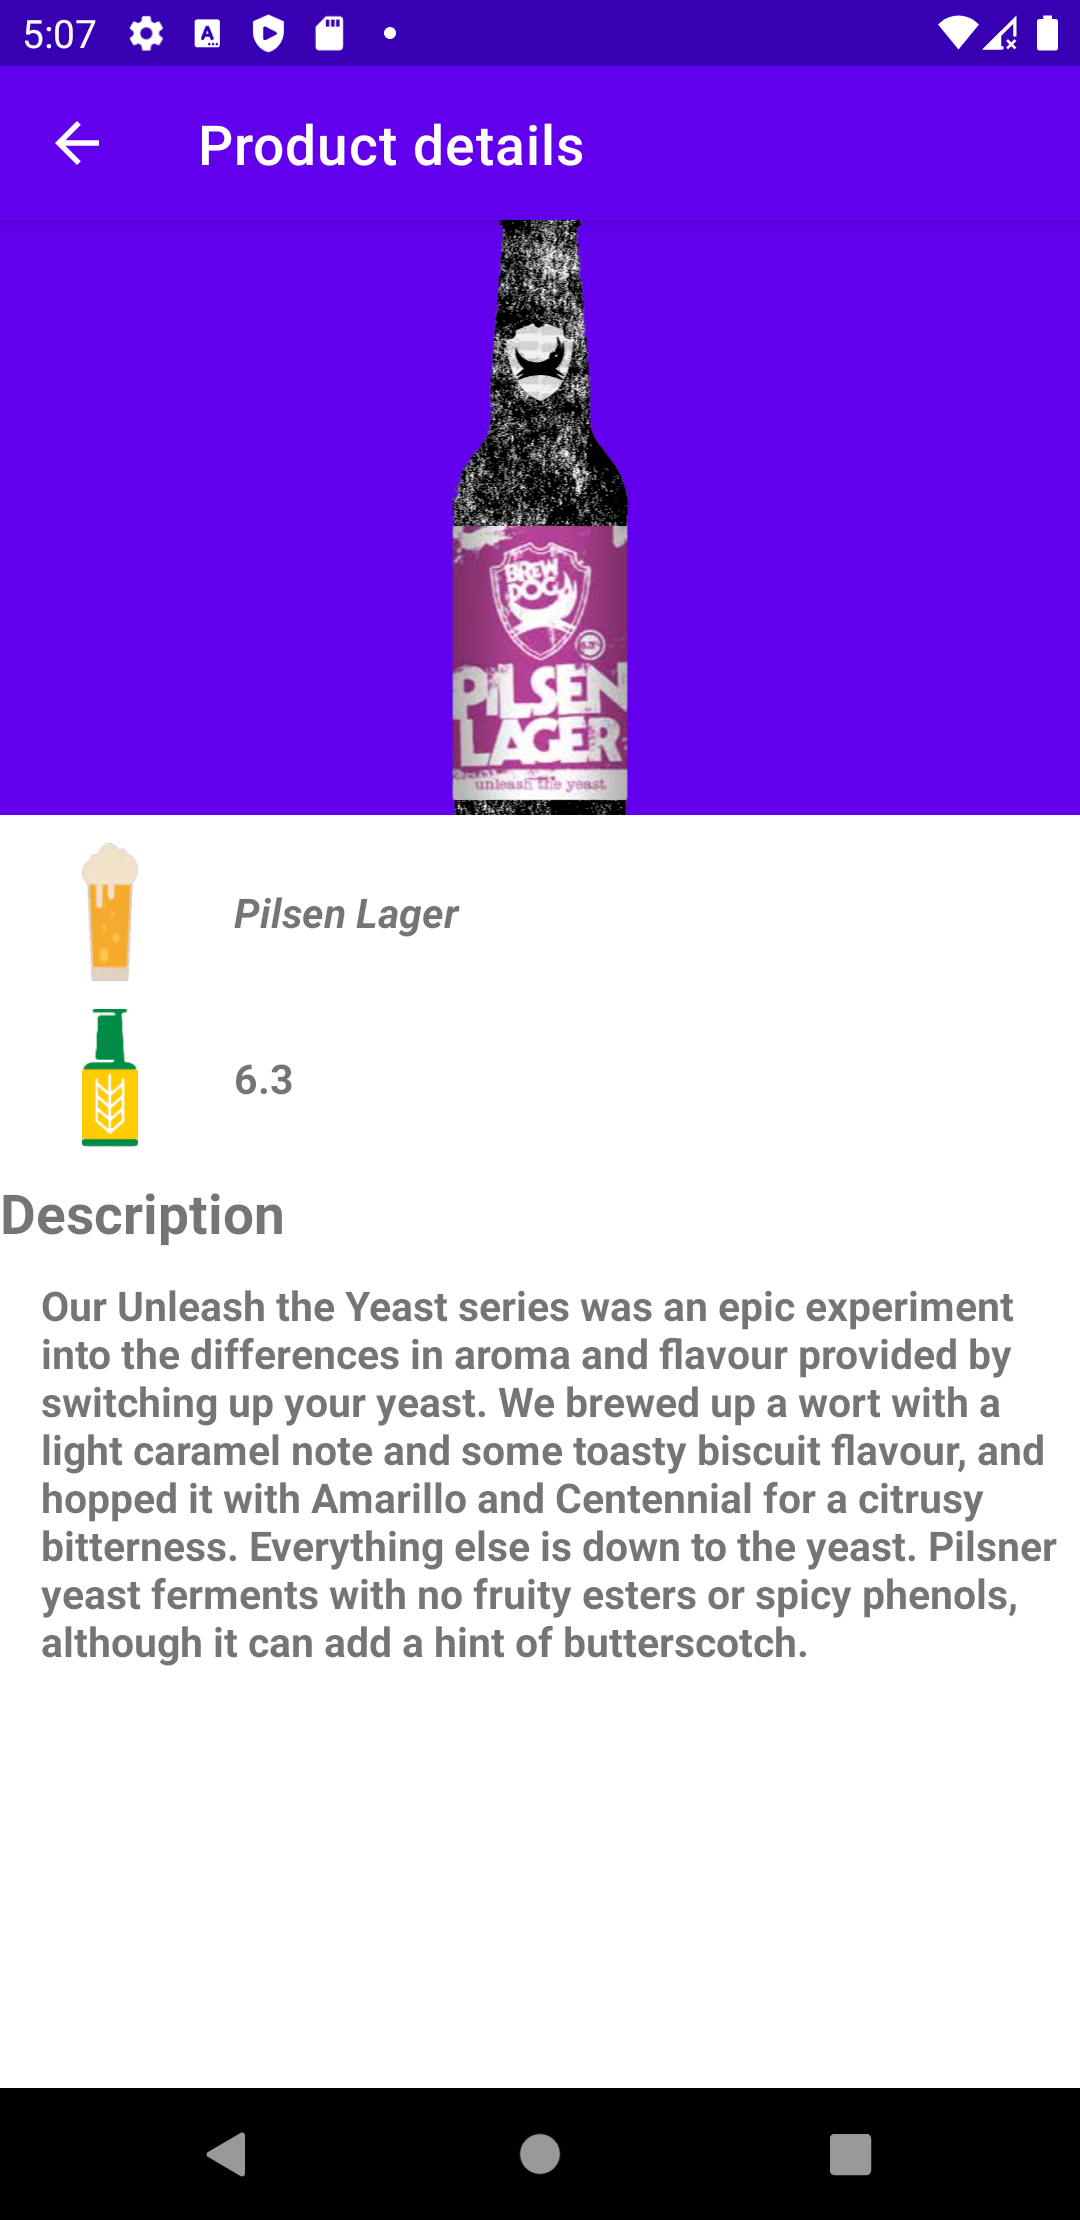 5:07
Product details
BREW
DOG
PILSEN
LAGER
unleash the yeast
Pilsen Lager
6.3
Description
Our Unleash the Yeast series was an epic experiment
into the differences in aroma and flavour provided by
switching up your yeast. We brewed up a wort with a
light caramel note and some toasty biscuit flavour, and
hopped it with Amarillo and Centennial for a citrusy
bitterness. Everything else is down to the yeast. Pilsner
yeast ferments with no fruity esters or spicy phenols,
although it can add a hint of butterscotch.